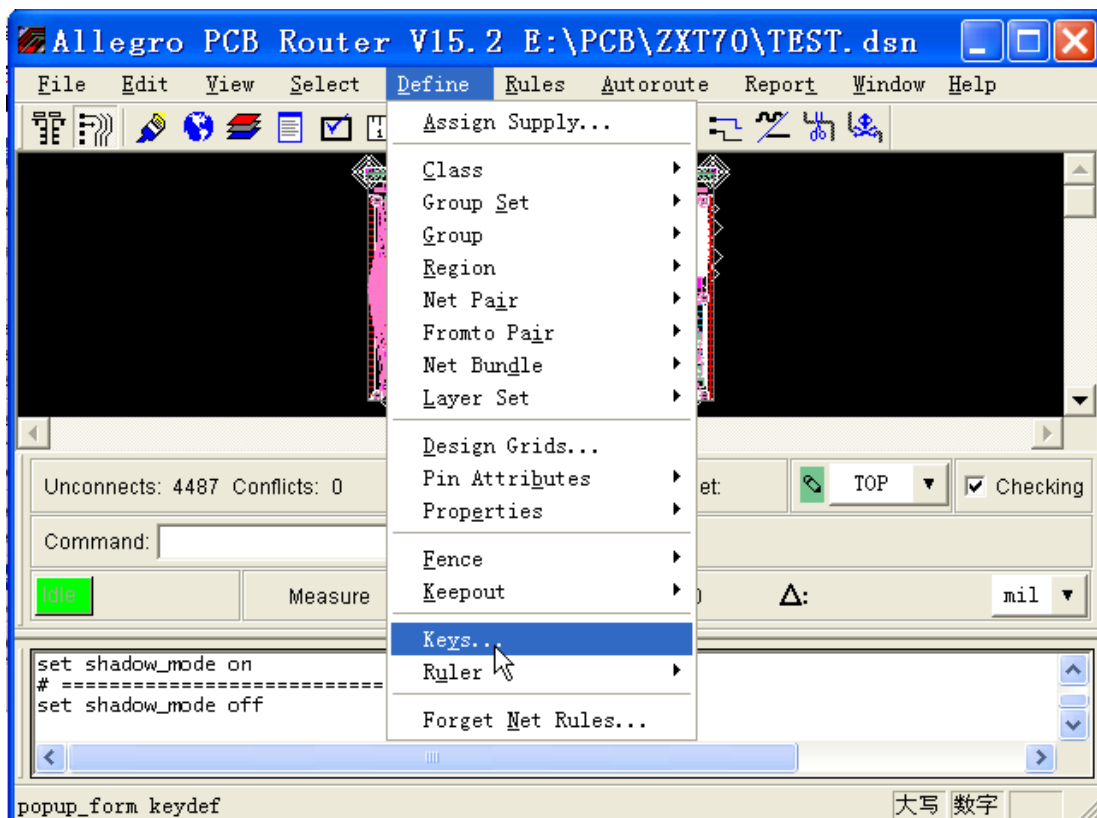 Allegro PCB Router V15.2 E:\PCB\ZXT70\TEST.dsn
File Edit View Select Define Rules Autoroute Report Window Help
Assign Supply...
Class
Group Set
Group
Region
Net Pair
Fromto Pair
Net Bundle
Layer Set
Design Grids...
Pin Attributes
Properties
Fence
Keepout
Keys...
Ruler
Forget Net Rules...
Unconnects: 4487 Conflicts: 0 et: TOP Checking
Command:
Idle Measure Δ: mil
set shadow_mode on
# ===========================
set shadow_mode off
popup_form keydef 大写 数字